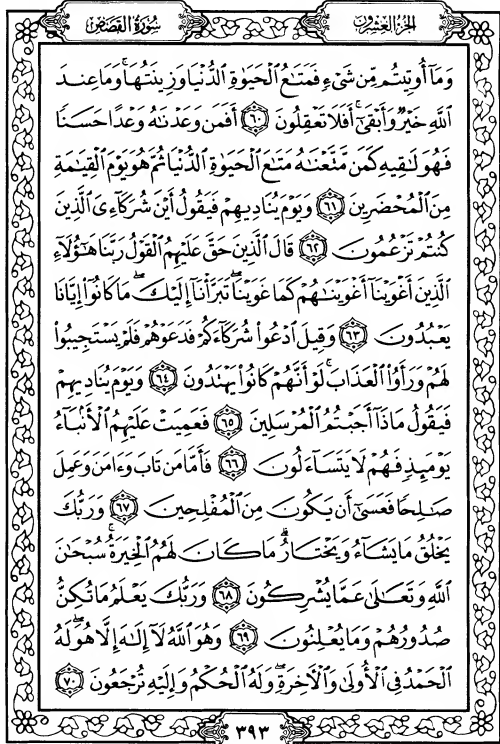 الجزء العشرون
سورة القصص
وَمَآ أُوتِيتُم مِّن شَىْءٍ فَمَتَٰعُ ٱلْحَيَوٰةِ ٱلدُّنْيَا وَزِينَتُهَا ۚ وَمَا عِندَ
ٱللَّهِ خَيْرٌ وَأَبْقَىٰٓ ۚ أَفَلَا تَعْقِلُونَ ٦٠ أَفَمَن وَعَدْنَٰهُ وَعْدًا حَسَنًا
فَهُوَ لَٰقِيهِ كَمَن مَّتَّعْنَٰهُ مَتَٰعَ ٱلْحَيَوٰةِ ٱلدُّنْيَا ثُمَّ هُوَ يَوْمَ ٱلْقِيَٰمَةِ
مِنَ ٱلْمُحْضَرِينَ ٦١ وَيَوْمَ يُنَادِيهِمْ فَيَقُولُ أَيْنَ شُرَكَآءِىَ ٱلَّذِينَ
كُنتُمْ تَزْعُمُونَ ٦٢ قَالَ ٱلَّذِينَ حَقَّ عَلَيْهِمُ ٱلْقَوْلُ رَبَّنَا هَٰٓؤُلَآءِ
ٱلَّذِينَ أَغْوَيْنَآ أَغْوَيْنَٰهُمْ كَمَا غَوَيْنَا ۖ تَبَرَّأْنَآ إِلَيْكَ ۖ مَا كَانُوٓا۟ إِيَّانَا
يَعْبُدُونَ ٦٣ وَقِيلَ ٱدْعُوا۟ شُرَكَآءَكُمْ فَدَعَوْهُمْ فَلَمْ يَسْتَجِيبُوا۟
لَهُمْ وَرَأَوُا۟ ٱلْعَذَابَ ۚ لَوْ أَنَّهُمْ كَانُوا۟ يَهْتَدُونَ ٦٤ وَيَوْمَ يُنَادِيهِمْ
فَيَقُولُ مَاذَآ أَجَبْتُمُ ٱلْمُرْسَلِينَ ٦٥ فَعَمِيَتْ عَلَيْهِمُ ٱلْأَنۢبَآءُ
يَوْمَئِذٍ فَهُمْ لَا يَتَسَآءَلُونَ ٦٦ فَأَمَّا مَن تَابَ وَءَامَنَ وَعَمِلَ
صَٰلِحًا فَعَسَىٰٓ أَن يَكُونَ مِنَ ٱلْمُفْلِحِينَ ٦٧ وَرَبُّكَ
يَخْلُقُ مَا يَشَآءُ وَيَخْتَارُ ۗ مَا كَانَ لَهُمُ ٱلْخِيَرَةُ ۚ سُبْحَٰنَ
ٱللَّهِ وَتَعَٰلَىٰ عَمَّا يُشْرِكُونَ ٦٨ وَرَبُّكَ يَعْلَمُ مَا تُكِنُّ
صُدُورُهُمْ وَمَا يُعْلِنُونَ ٦٩ وَهُوَ ٱللَّهُ لَآ إِلَٰهَ إِلَّا هُوَ ۖ لَهُ
ٱلْحَمْدُ فِى ٱلْأُولَىٰ وَٱلْءَاخِرَةِ ۖ وَلَهُ ٱلْحُكْمُ وَإِلَيْهِ تُرْجَعُونَ ٧٠
٣٩٣